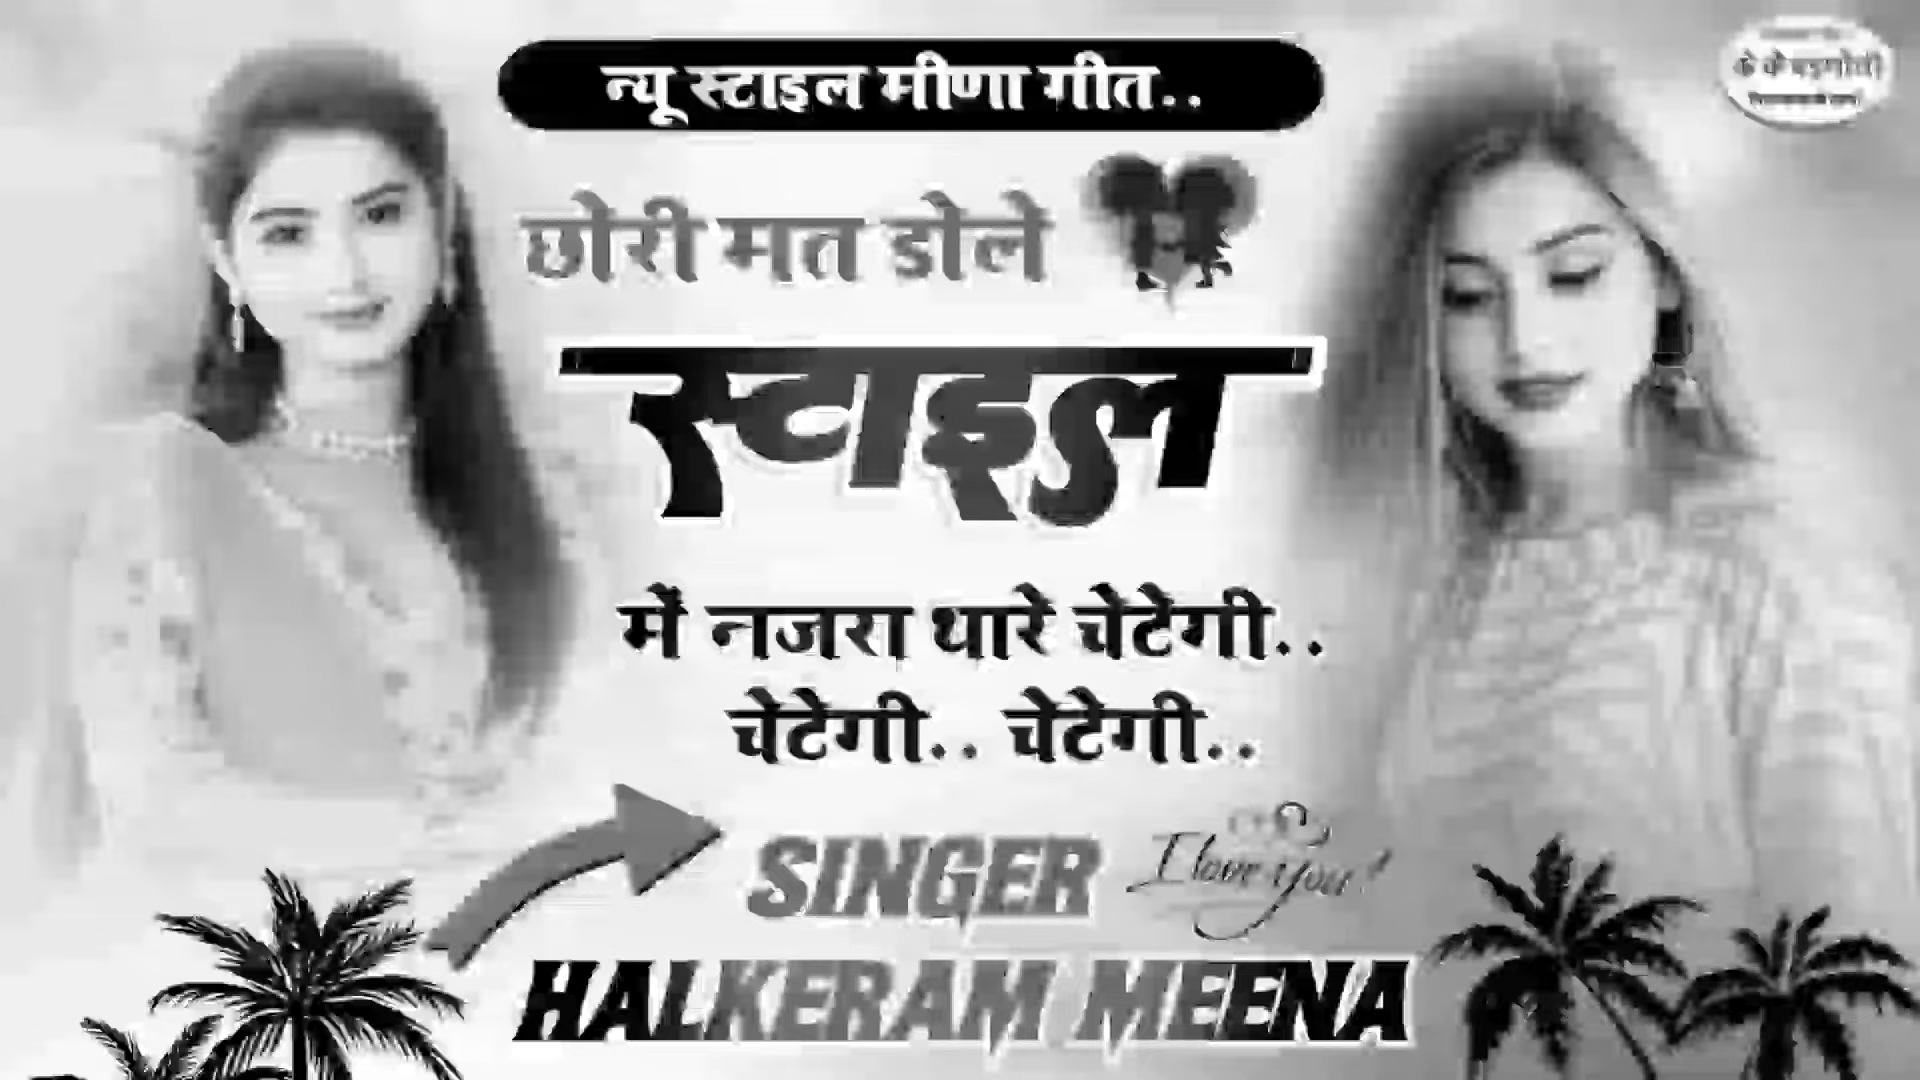 न्यू स्टाइल मीणा गीत..
छोरी मत डोले
स्टाइल
में नजरा थारे चेटेगी..
चेटेगी.. चेटेगी..
SINGER
I love you!
HALKERAM MEENA